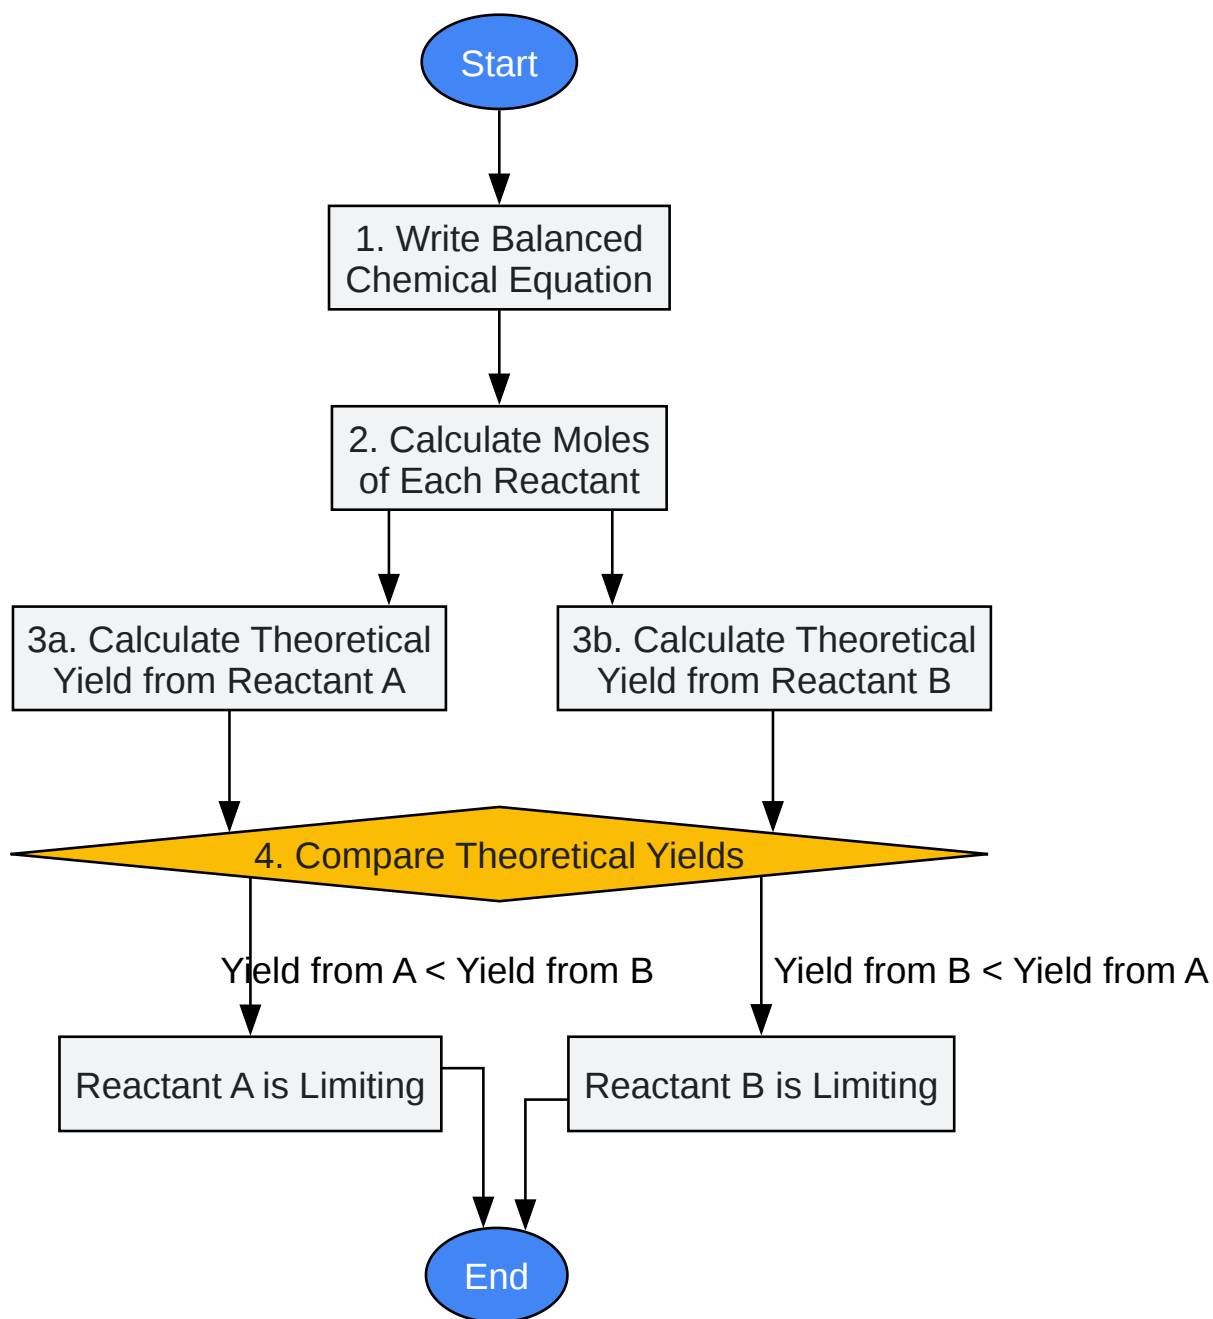 Start
1. Write Balanced
Chemical Equation
2. Calculate Moles
of Each Reactant
3a. Calculate Theoretical
Yield from Reactant A
3b. Calculate Theoretical
Yield from Reactant B
4. Compare Theoretical Yields
Yield from A < Yield from B
Yield from B < Yield from A
Reactant A is Limiting
Reactant B is Limiting
End